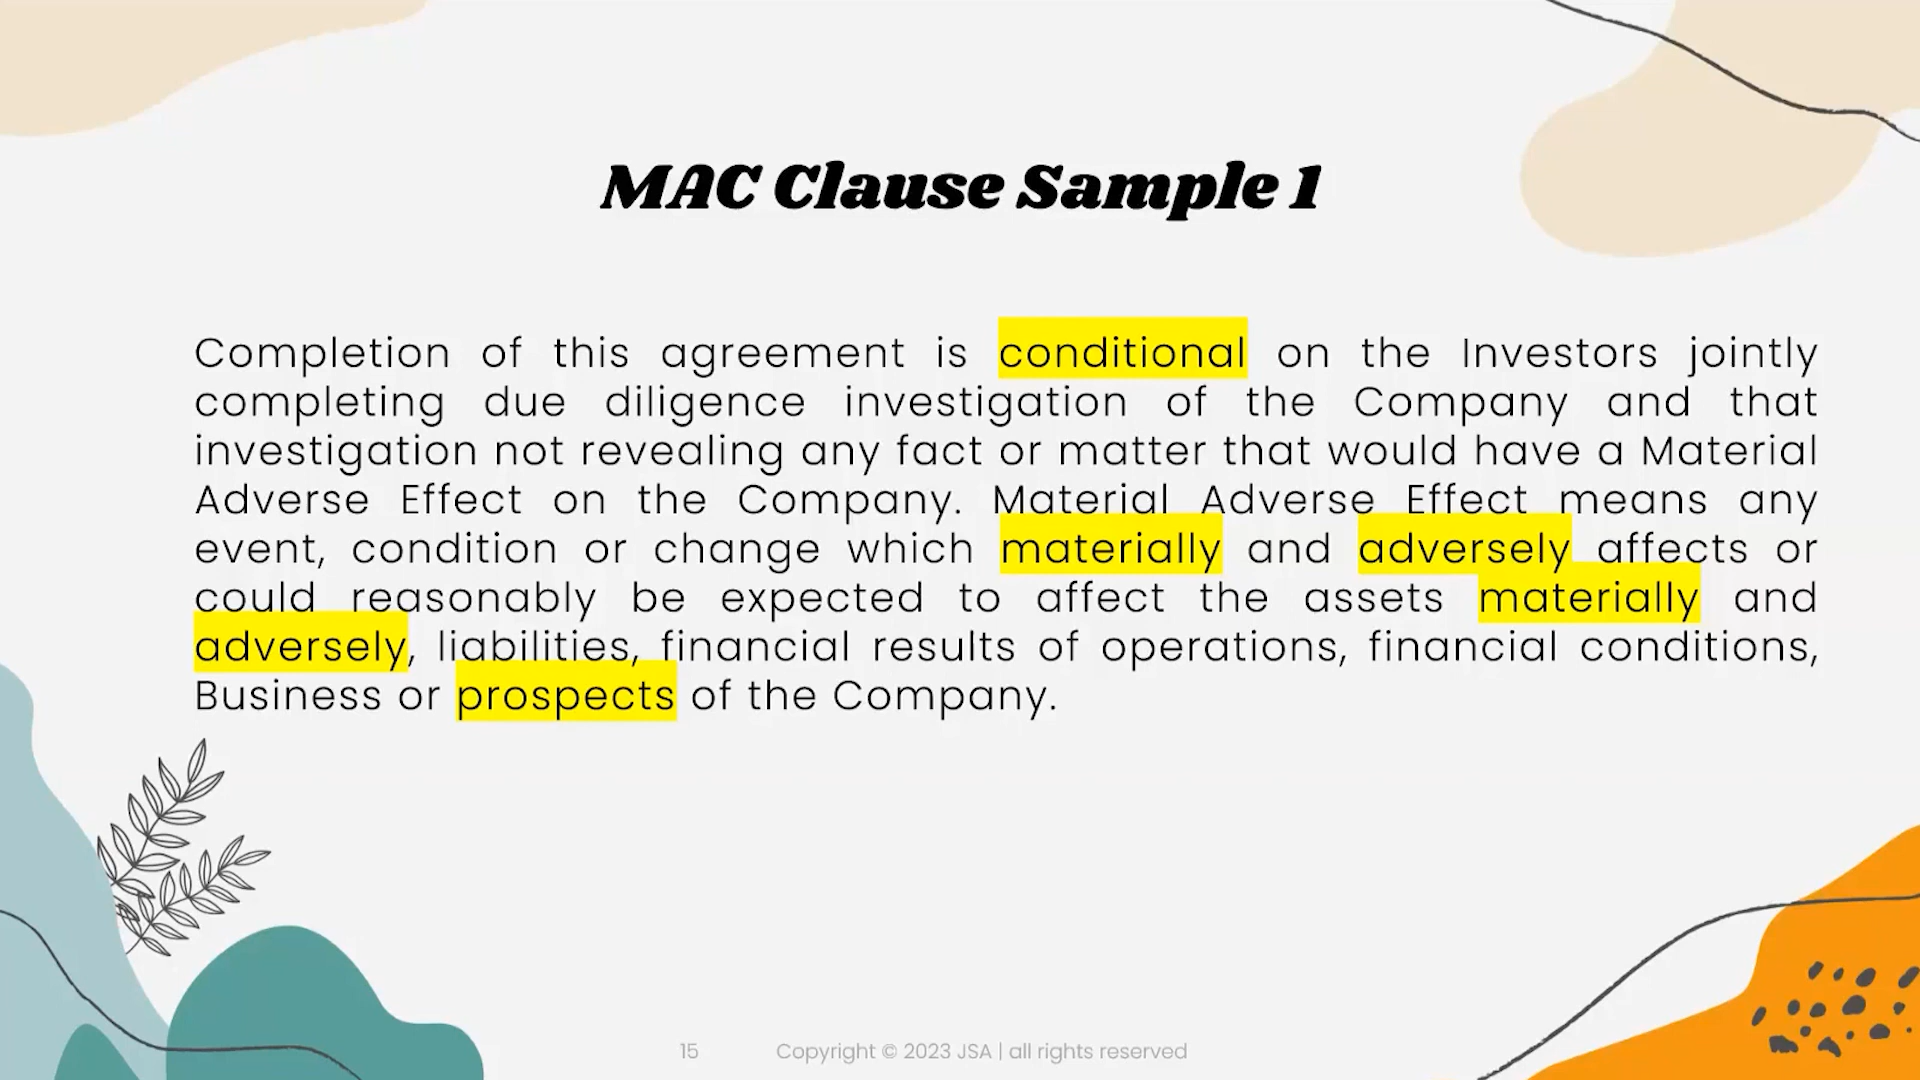 MAC Clause Sample 1
Completion of this agreement is conditional on the Investors jointly
completing due diligence investigation of the Company and that
investigation not revealing any fact or matter that would have a Material
Adverse Effect on the Company. Material Adverse Effect means any
event, condition or change which materially and adversely affects or
could reasonably be expected to affect the assets materially and
adversely, liabilities, financial results of operations, financial conditions,
Business or prospects of the Company.
15 Copyright © 2023 JSA | all rights reserved